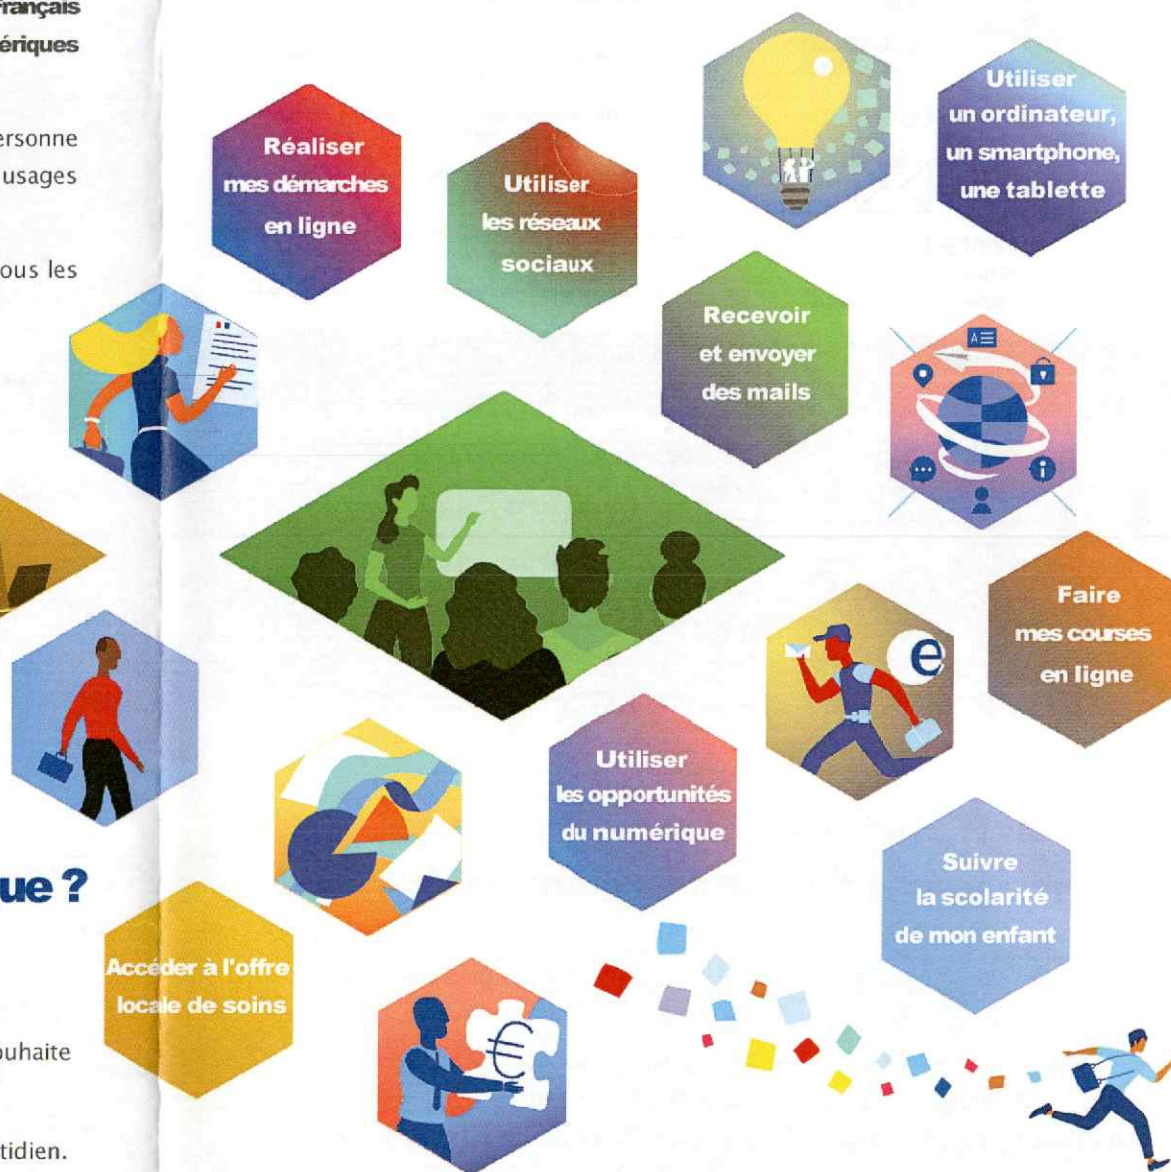 Français
ériques
ersonne
usages
ous les
ue ?
ouhaite
tidien.
Réaliser
mes démarches
en ligne
Utiliser
les réseaux
sociaux
Utiliser
un ordinateur,
un smartphone,
une tablette
Recevoir
et envoyer
des mails
A
i
Faire
mes courses
en ligne
e
Utiliser
les opportunités
du numérique
Suivre
la scolarité
de mon enfant
Accéder à l'offre
locale de soins
€